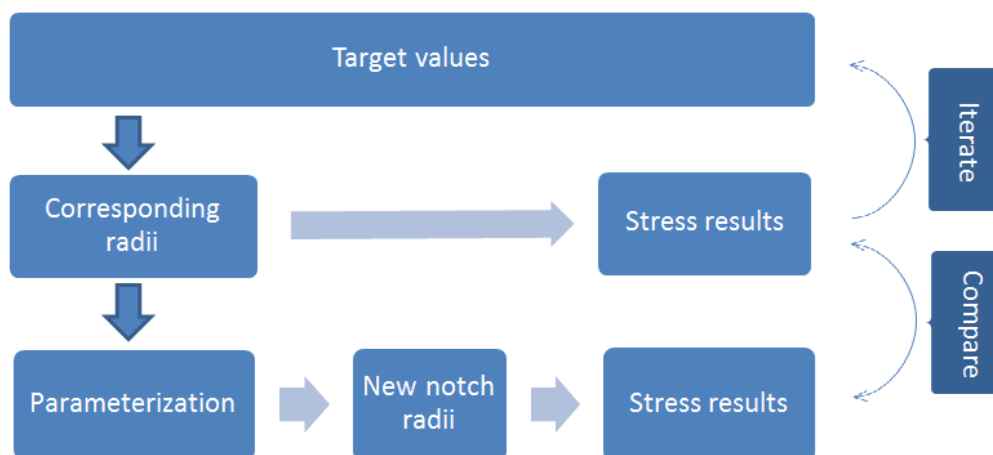 Target values
Iterate
Corresponding
radii
Stress results
Compare
Parameterization
New notch
radii
Stress results